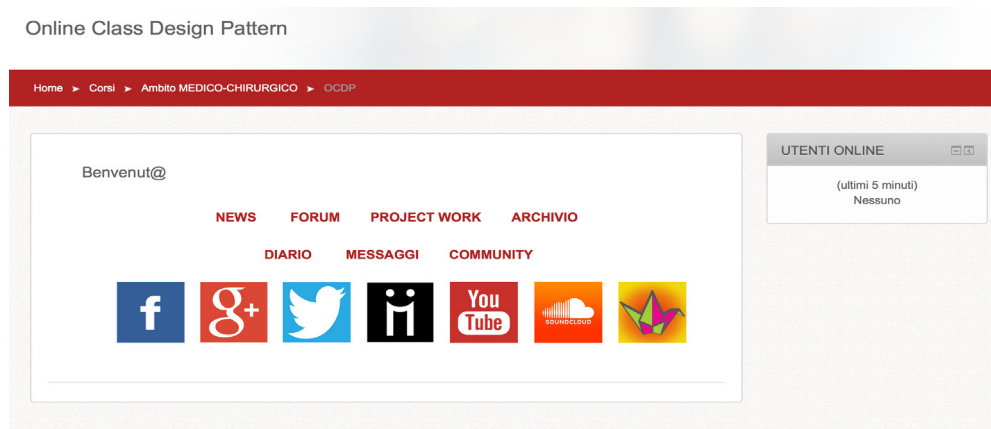 Online Class Design Pattern
Home ► Corsi ► Ambito MEDICO-CHIRURGICO ► OCDP
Benvenut@
NEWS FORUM PROJECT WORK ARCHIVIO
DIARIO MESSAGGI COMMUNITY
f g+ You Tube SOUNDCLOUD
UTENTI ONLINE
(ultimi 5 minuti)
Nessuno